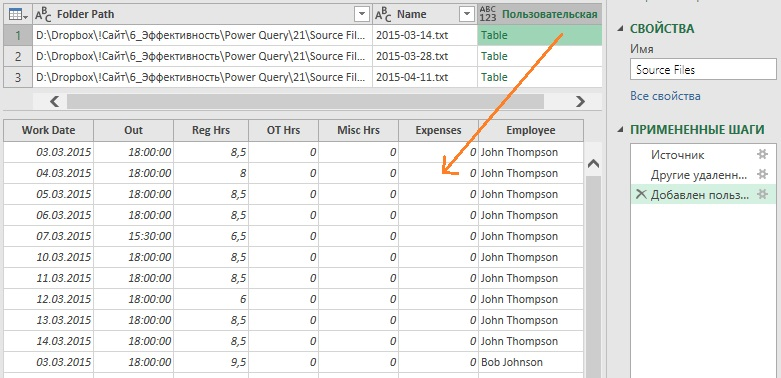 ABC Folder Path ABC Name ABC 123 Пользовательская
1 D:\Dropbox\!Сайт\6_Эффективность\Power Query\21\Source Fil... 2015-03-14.txt Table
2 D:\Dropbox\!Сайт\6_Эффективность\Power Query\21\Source Fil... 2015-03-28.txt Table
3 D:\Dropbox\!Сайт\6_Эффективность\Power Query\21\Source Fil... 2015-04-11.txt Table
Work Date Out Reg Hrs OT Hrs Misc Hrs Expenses Employee
03.03.2015 18:00:00 8,5 0 0 0 John Thompson
04.03.2015 18:00:00 8 0 0 0 John Thompson
05.03.2015 18:00:00 8,5 0 0 0 John Thompson
06.03.2015 18:00:00 8,5 0 0 0 John Thompson
07.03.2015 15:30:00 6,5 0 0 0 John Thompson
10.03.2015 18:00:00 8,5 0 0 0 John Thompson
11.03.2015 18:00:00 8,5 0 0 0 John Thompson
12.03.2015 18:00:00 6 0 0 0 John Thompson
13.03.2015 18:00:00 8,5 0 0 0 John Thompson
14.03.2015 18:00:00 8,5 0 0 0 John Thompson
03.03.2015 18:00:00 9,5 0 0 0 Bob Johnson
СВОЙСТВА
Имя
Source Files
Все свойства
ПРИМЕНЕННЫЕ ШАГИ
Источник
Другие удаленн...
Добавлен польз...